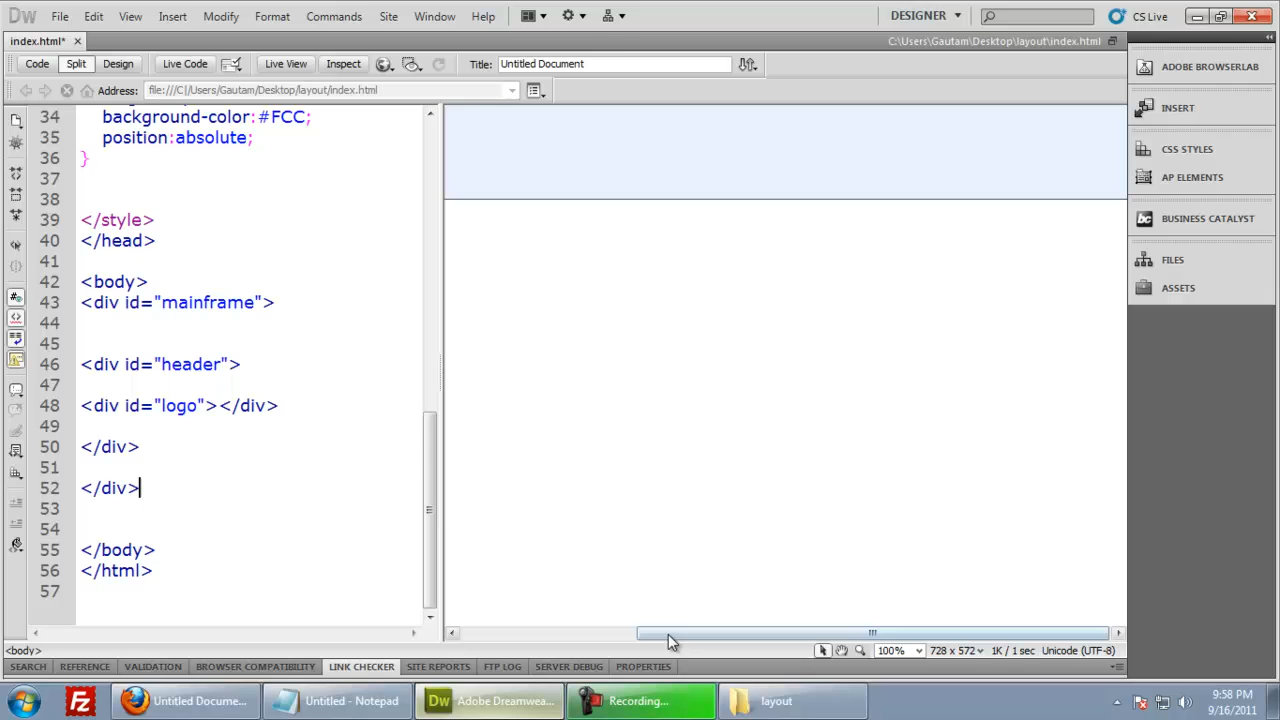 Dw File Edit View Insert Modify Format Commands Site Window Help DESIGNER CS Live
index.html* C:\Users\Gautam\Desktop\layout\index.html
Code Split Design Live Code Live View Inspect Title: Untitled Document
Address: file:///C|/Users/Gautam/Desktop/layout/index.html
ADOBE BROWSERLAB
INSERT
CSS STYLES
AP ELEMENTS
BUSINESS CATALYST
FILES
ASSETS
34 background-color:#FCC;
35 position:absolute;
36 }
37
38
39 </style>
40 </head>
41
42 <body>
43 <div id="mainframe">
44
45
46 <div id="header">
47
48 <div id="logo"></div>
49
50 </div>
51
52 </div>
53
54
55 </body>
56 </html>
57
<body> 100% 728 x 572 1K / 1 sec Unicode (UTF-8)
SEARCH REFERENCE VALIDATION BROWSER COMPATIBILITY LINK CHECKER SITE REPORTS FTP LOG SERVER DEBUG PROPERTIES
Fz Untitled Docume... Untitled - Notepad Dw Adobe Dreamwea... Recording... layout 9:58 PM
9/16/2011